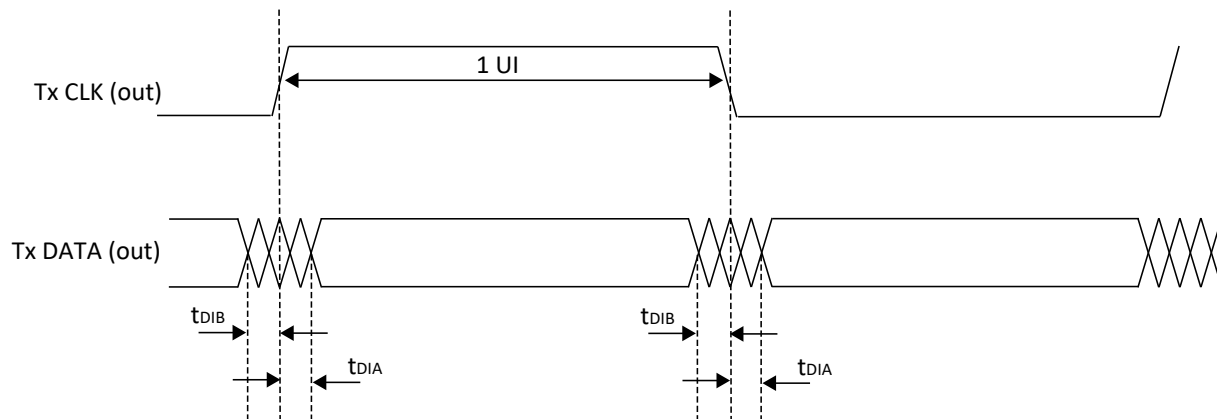 1 UI
Tx CLK (out)
Tx DATA (out)
tDIB
tDIB
tDIA
tDIA